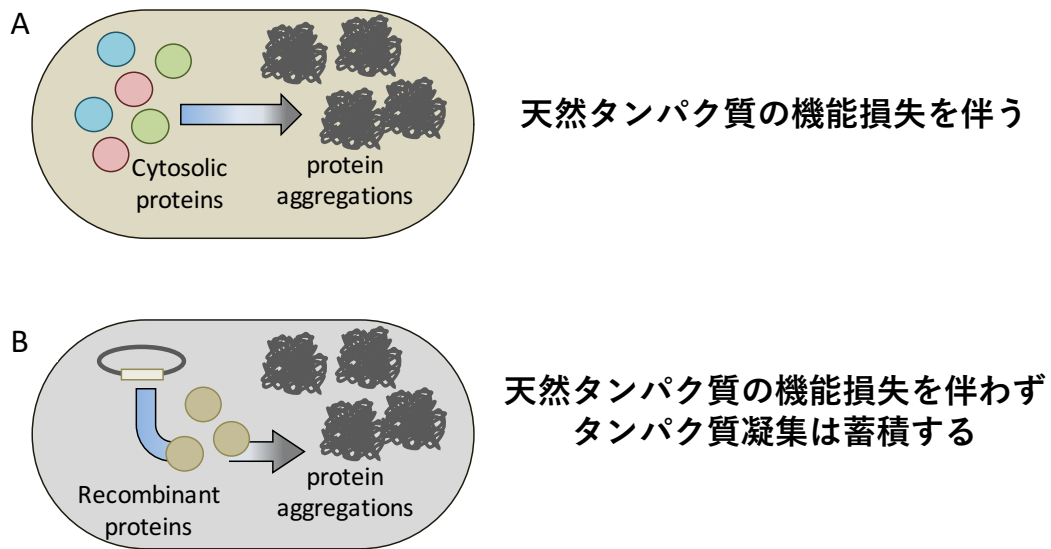 A
Cytosolic
proteins
protein
aggregations
天然タンパク質の機能損失を伴う
B
Recombinant
proteins
protein
aggregations
天然タンパク質の機能損失を伴わず
タンパク質凝集は蓄積する